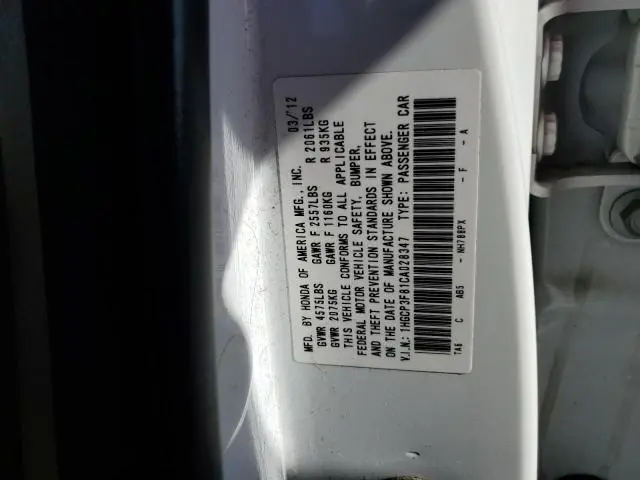 MFD. BY HONDA OF AMERICA MFG., INC. 03/12
GVWR 4575LBS GAWR F 2557LBS R 2061LBS
GVWR 2075KG GAWR F 1160KG R 935KG
THIS VEHICLE CONFORMS TO ALL APPLICABLE
FEDERAL MOTOR VEHICLE SAFETY, BUMPER,
AND THEFT PREVENTION STANDARDS IN EFFECT
ON THE DATE OF MANUFACTURE SHOWN ABOVE.
V.I.N.: 1HGCP3F81CA028347 TYPE: PASSENGER CAR
TA6 C AB5 - NH788PX - F - A